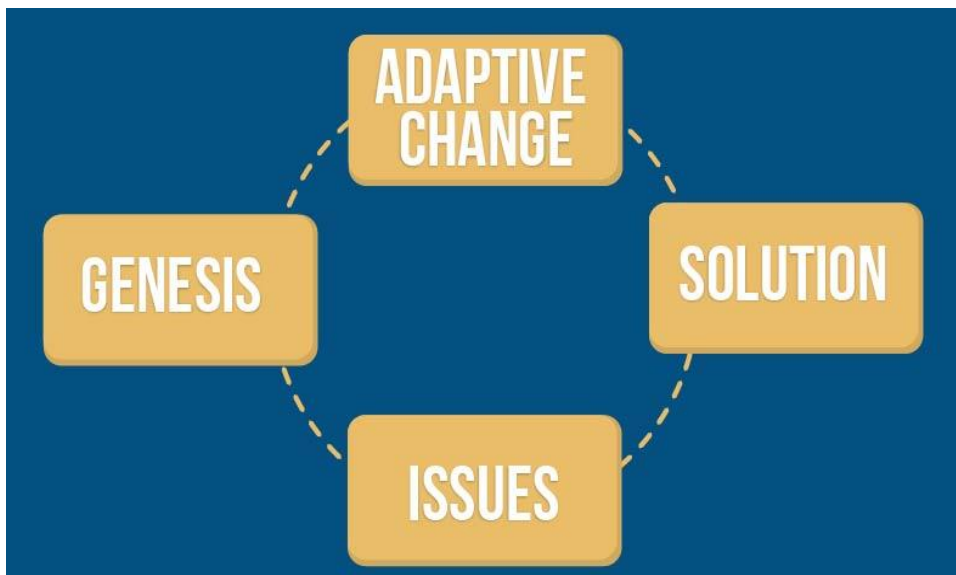 ADAPTIVE
CHANGE
GENESIS
SOLUTION
ISSUES